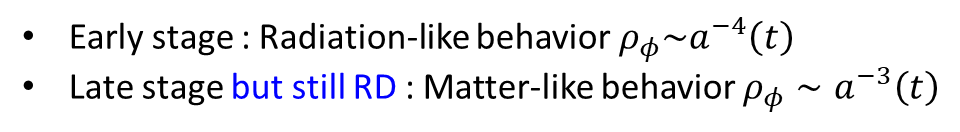 • Early stage : Radiation-like behavior ρ_ϕ~a⁻⁴(t)
• Late stage but still RD : Matter-like behavior ρ_ϕ ~ a⁻³(t)